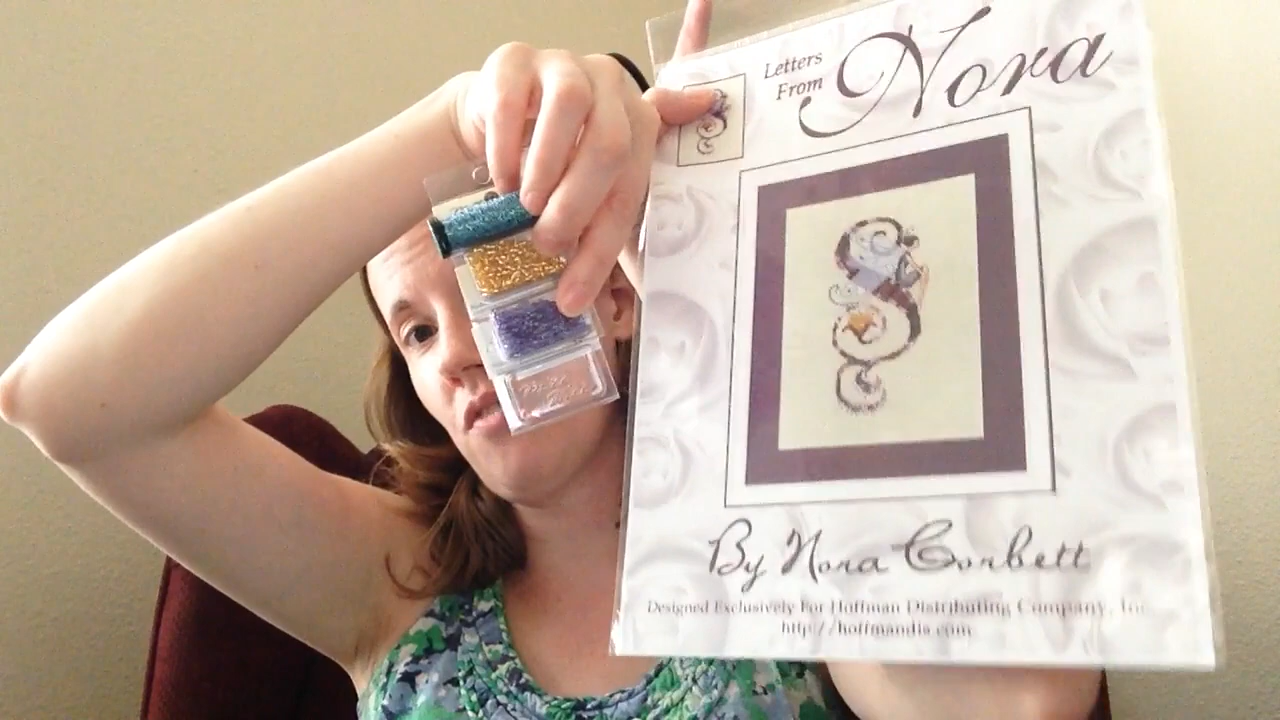 Letters
From
Nora
By Nora Corbett
Designed Exclusively For Hoffman Distributing Company, Inc
http://hoffmandis.com